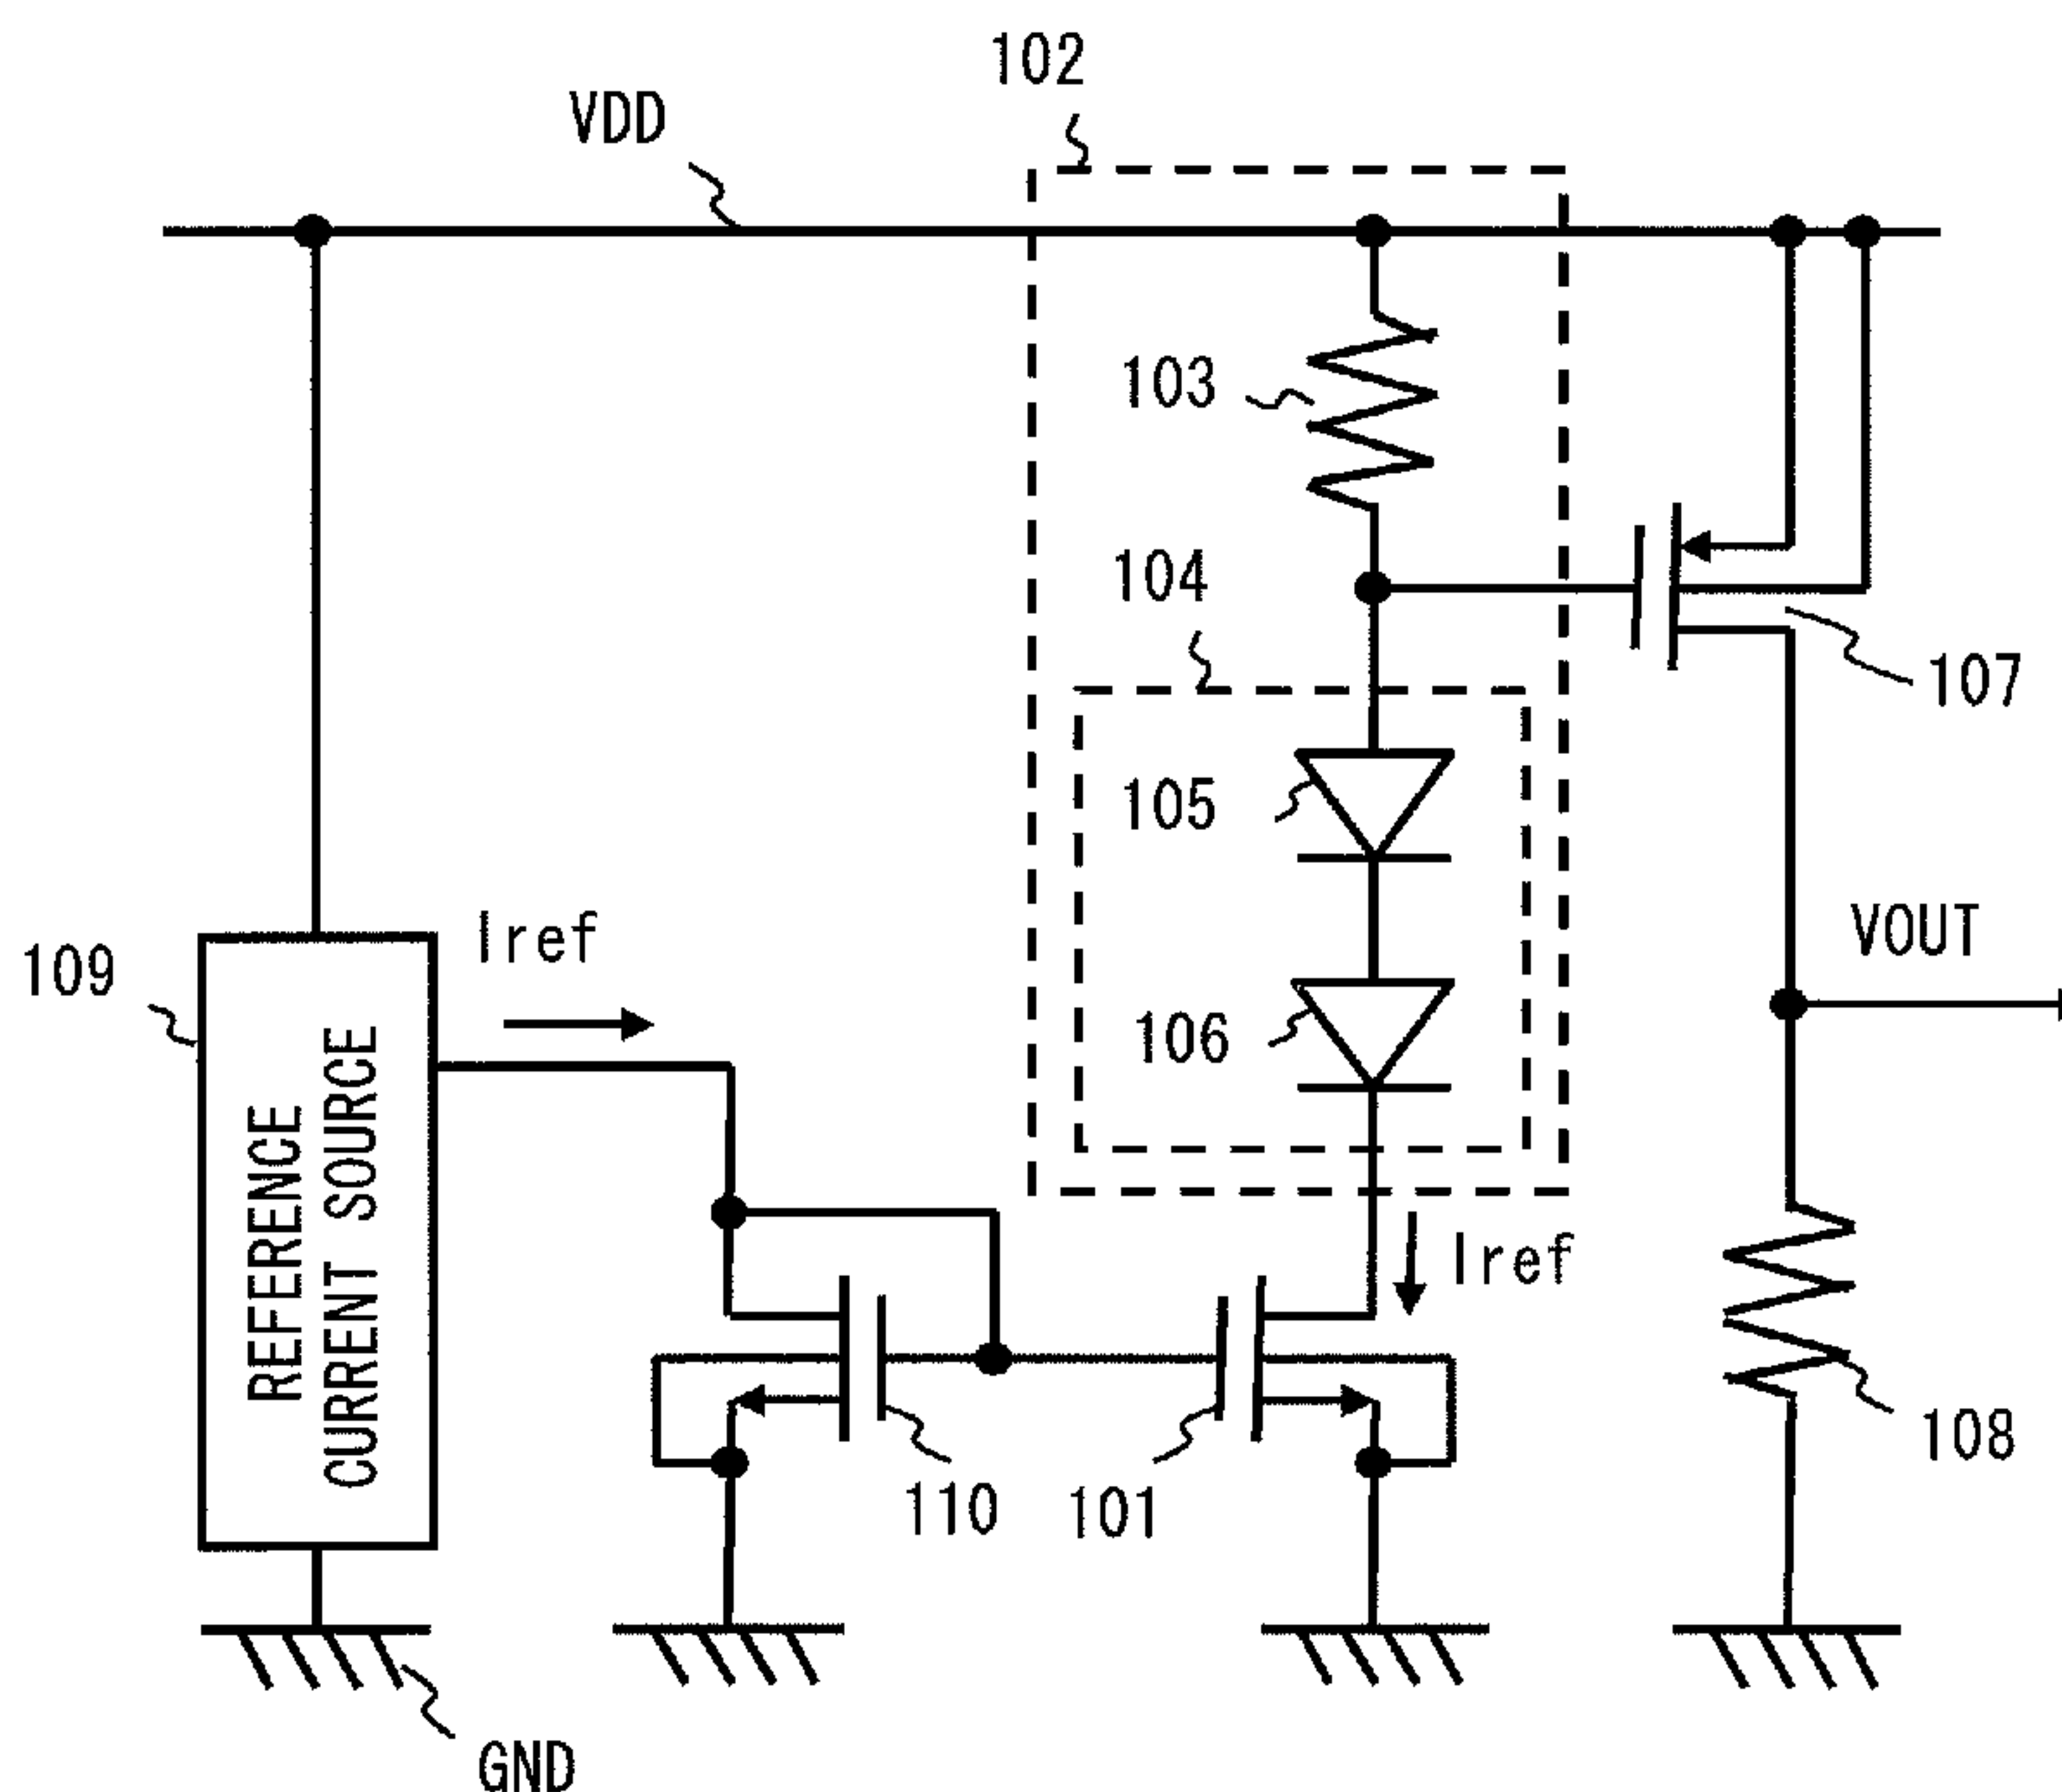 102
VDD
103
104
107
105
VOUT
Iref
109
106
REFERENCE
CURRENT SOURCE
Iref
108
110
101
GND